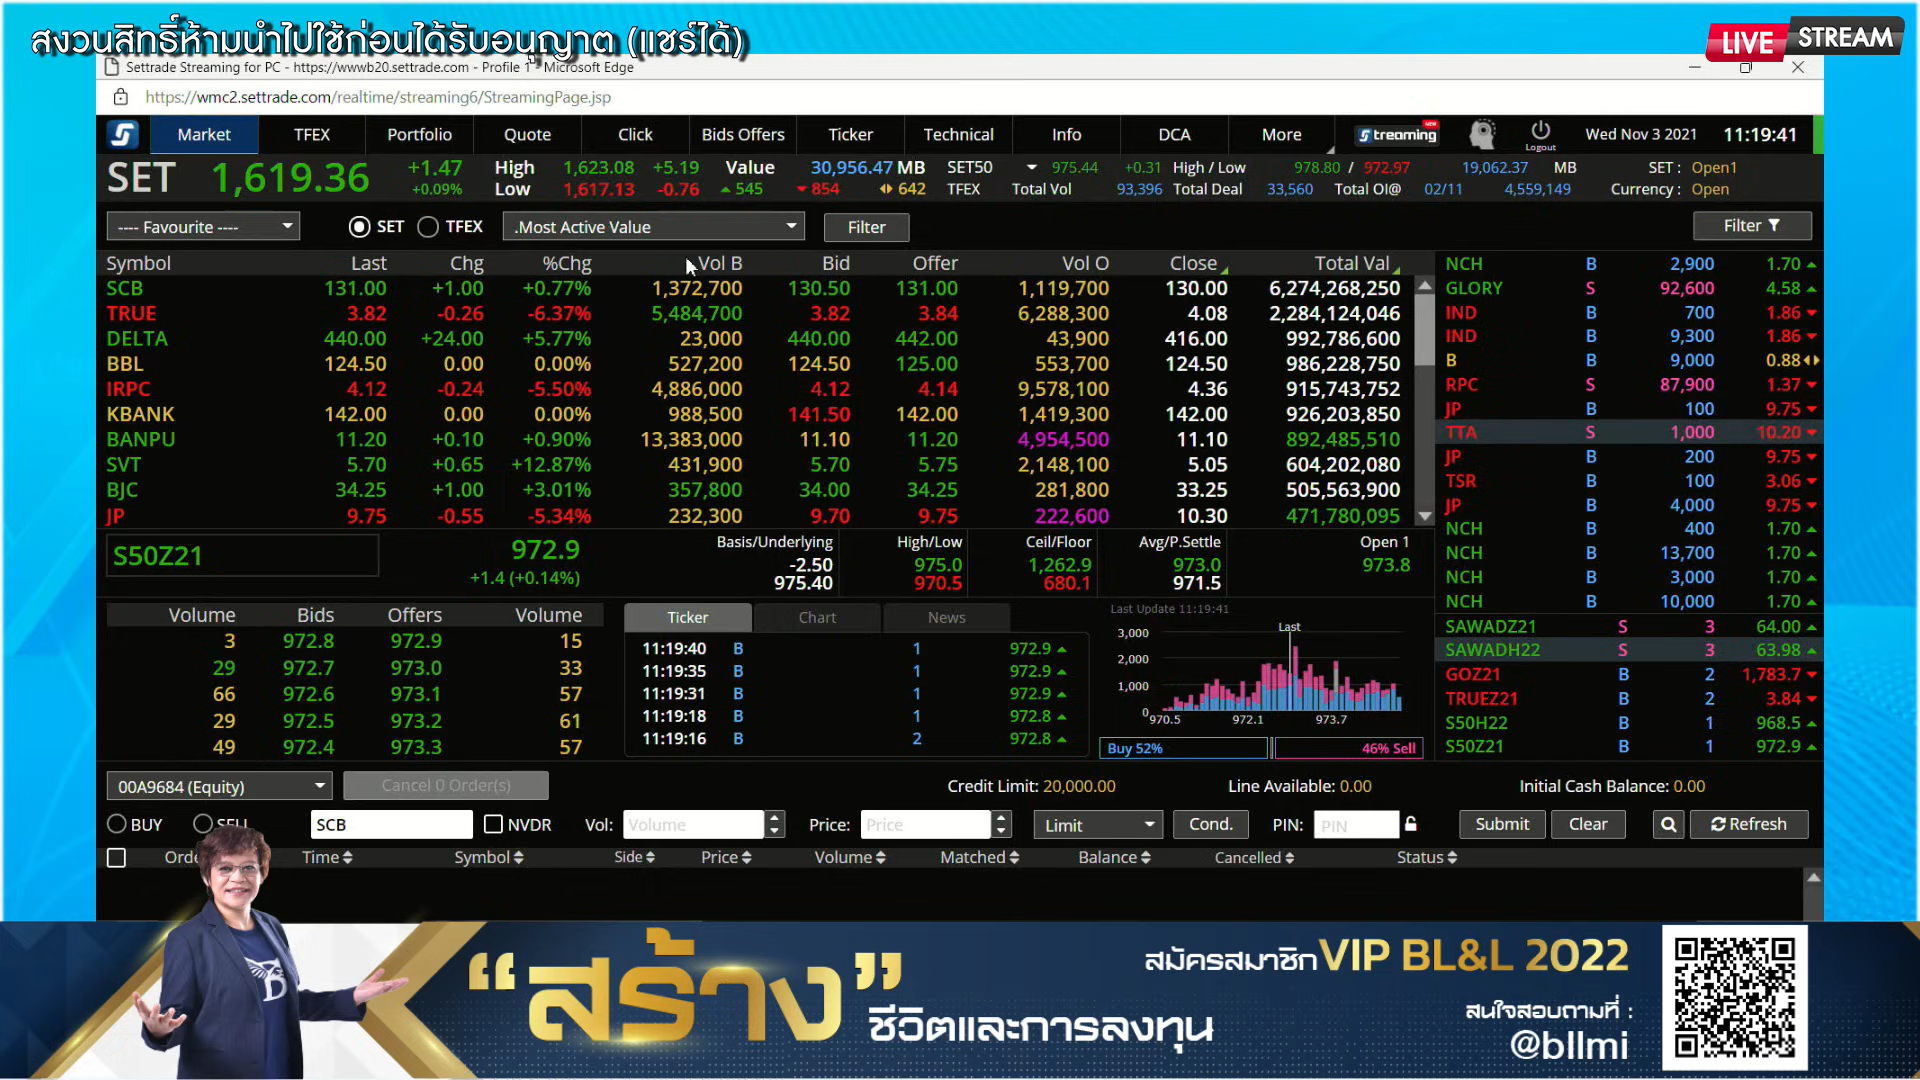 สงวนสิทธิ์ห้ามนำไปใช้ก่อนได้รับอนุญาต (แชร์ได้)
LIVE STREAM
Settrade Streaming for PC - https://wwwb20.settrade.com - Profile 1 - Microsoft Edge
https://wmc2.settrade.com/realtime/streaming6/StreamingPage.jsp
Market TFEX Portfolio Quote Click Bids Offers Ticker Technical Info DCA More Streaming NEW Logout Wed Nov 3 2021 11:19:41
SET 1,619.36 +1.47 High 1,623.08 +5.19 Value 30,956.47 MB SET50 975.44 +0.31 High / Low 978.80 / 972.97 19,062.37 MB SET : Open1
+0.09% Low 1,617.13 -0.76 545 854 642 TFEX Total Vol 93,396 Total Deal 33,560 Total OI@ 02/11 4,559,149 Currency : Open
---- Favourite ---- SET TFEX .Most Active Value Filter Filter
Symbol Last Chg %Chg Vol B Bid Offer Vol O Close Total Val
SCB 131.00 +1.00 +0.77% 1,372,700 130.50 131.00 1,119,700 130.00 6,274,268,250
TRUE 3.82 -0.26 -6.37% 5,484,700 3.82 3.84 6,288,300 4.08 2,284,124,046
DELTA 440.00 +24.00 +5.77% 23,000 440.00 442.00 43,900 416.00 992,786,600
BBL 124.50 0.00 0.00% 527,200 124.50 125.00 553,700 124.50 986,228,750
IRPC 4.12 -0.24 -5.50% 4,886,000 4.12 4.14 9,578,100 4.36 915,743,752
KBANK 142.00 0.00 0.00% 988,500 141.50 142.00 1,419,300 142.00 926,203,850
BANPU 11.20 +0.10 +0.90% 13,383,000 11.10 11.20 4,954,500 11.10 892,485,510
SVT 5.70 +0.65 +12.87% 431,900 5.70 5.75 2,148,100 5.05 604,202,080
BJC 34.25 +1.00 +3.01% 357,800 34.00 34.25 281,800 33.25 505,563,900
JP 9.75 -0.55 -5.34% 232,300 9.70 9.75 222,600 10.30 471,780,095
NCH B 2,900 1.70
GLORY S 92,600 4.58
IND B 700 1.86
IND B 9,300 1.86
B B 9,000 0.88
RPC S 87,900 1.37
JP B 100 9.75
TTA S 1,000 10.20
JP B 200 9.75
TSR B 100 3.06
JP B 4,000 9.75
NCH B 400 1.70
NCH B 13,700 1.70
NCH B 3,000 1.70
NCH B 10,000 1.70
SAWADZ21 S 3 64.00
SAWADH22 S 3 63.98
GOZ21 B 2 1,783.7
TRUEZ21 B 2 3.84
S50H22 B 1 968.5
S50Z21 B 1 972.9
S50Z21 972.9 Basis/Underlying High/Low Ceil/Floor Avg/P.Settle Open 1
+1.4 (+0.14%) -2.50 975.0 1,262.9 973.0 973.8
975.40 970.5 680.1 971.5
Volume Bids Offers Volume
3 972.8 972.9 15
29 972.7 973.0 33
66 972.6 973.1 57
29 972.5 973.2 61
49 972.4 973.3 57
Ticker Chart News
11:19:40 B 1 972.9
11:19:35 B 1 972.9
11:19:31 B 1 972.9
11:19:18 B 1 972.8
11:19:16 B 2 972.8
Last Update 11:19:41
Last
3,000
2,000
1,000
0
970.5 972.1 973.7
Buy 52% 46% Sell
00A9684 (Equity) Cancel 0 Order(s) Credit Limit: 20,000.00 Line Available: 0.00 Initial Cash Balance: 0.00
BUY SELL SCB NVDR Vol: Volume Price: Price Limit Cond. PIN: PIN Submit Clear Refresh
Time Symbol Side Price Volume Matched Balance Cancelled Status
“สร้าง”
ชีวิตและการลงทุน
สมัครสมาชิก VIP BL&L 2022
สนใจสอบถามที่ :
@bllmi